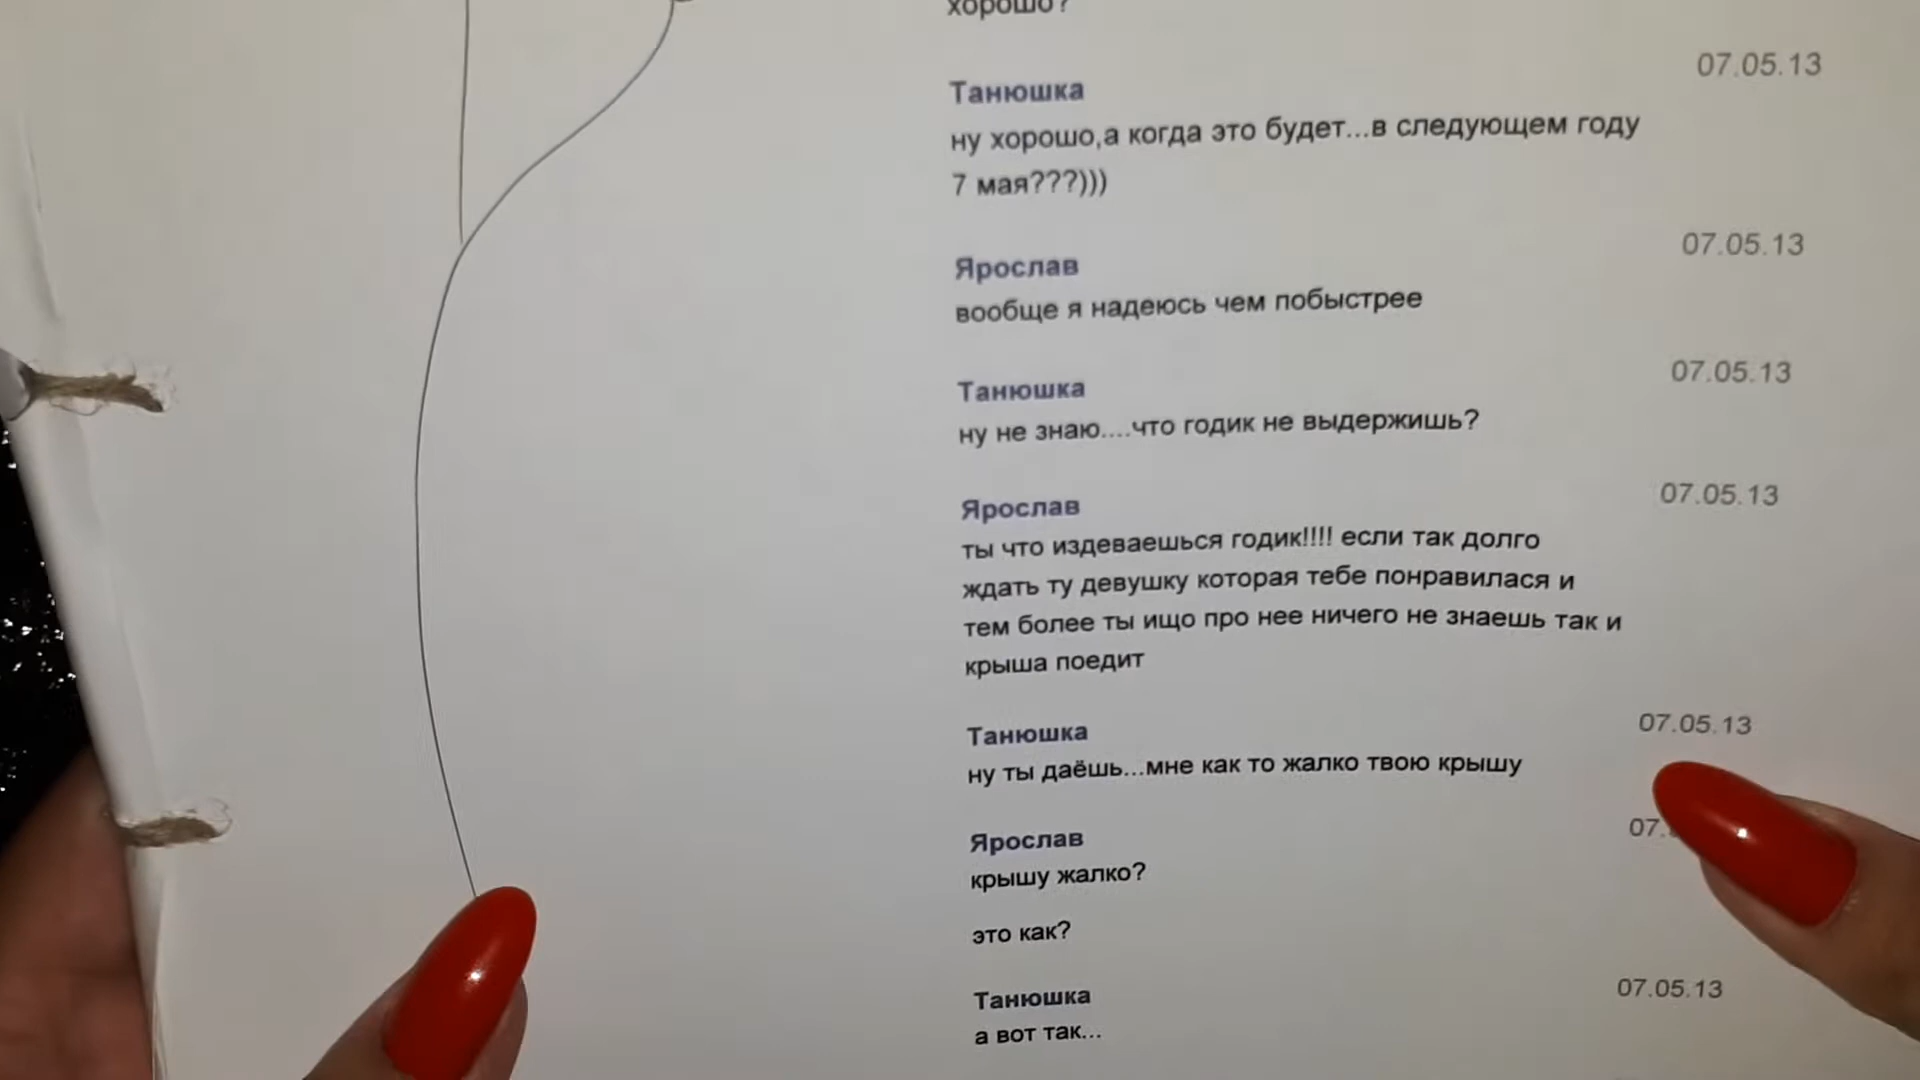 хорошо?
07.05.13
Танюшка
ну хорошо,а когда это будет...в следующем году
7 мая???)))
07.05.13
Ярослав
вообще я надеюсь чем побыстрее
07.05.13
Танюшка
ну не знаю....что годик не выдержишь?
07.05.13
Ярослав
ты что издеваешься годик!!!! если так долго
ждать ту девушку которая тебе понравилася и
тем более ты ищо про нее ничего не знаешь так и
крыша поедит
07.05.13
Танюшка
ну ты даёшь...мне как то жалко твою крышу
07.
Ярослав
крышу жалко?
это как?
07.05.13
Танюшка
а вот так...